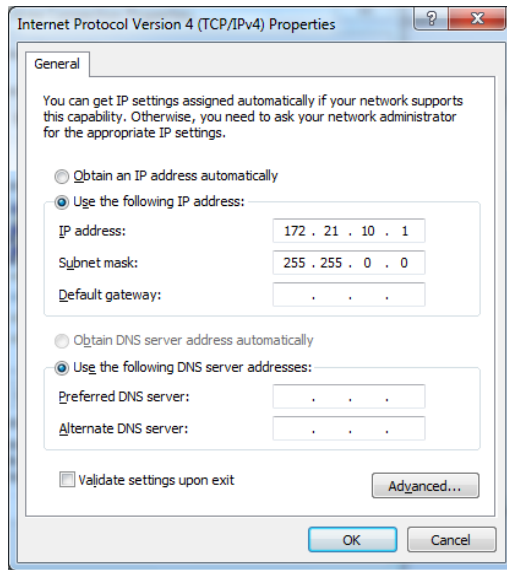 Internet Protocol Version 4 (TCP/IPv4) Properties
General
You can get IP settings assigned automatically if your network supports
this capability. Otherwise, you need to ask your network administrator
for the appropriate IP settings.
Obtain an IP address automatically
Use the following IP address:
IP address: 172 . 21 . 10 . 1
Subnet mask: 255 . 255 . 0 . 0
Default gateway: . . .
Obtain DNS server address automatically
Use the following DNS server addresses:
Preferred DNS server: . . .
Alternate DNS server: . . .
Validate settings upon exit
Advanced...
OK Cancel